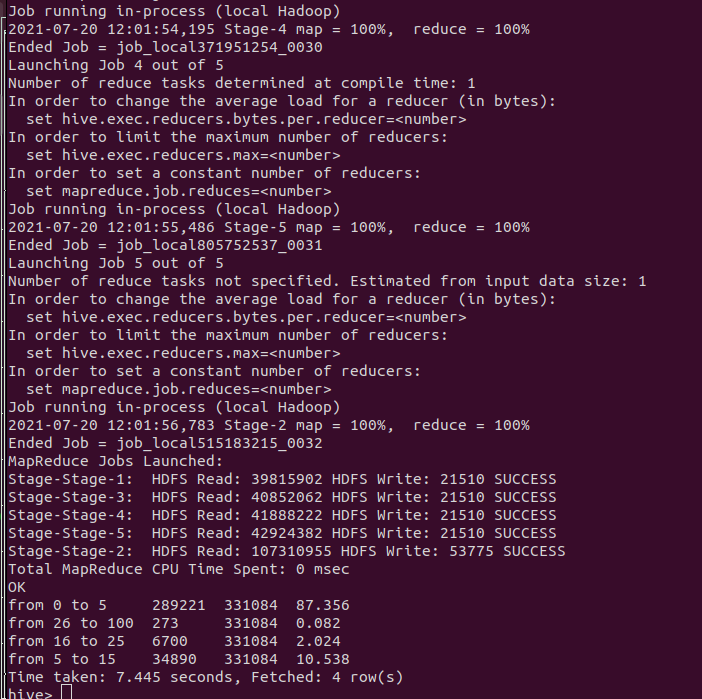 Job running in-process (local Hadoop)
2021-07-20 12:01:54,195 Stage-4 map = 100%,  reduce = 100%
Ended Job = job_local371951254_0030
Launching Job 4 out of 5
Number of reduce tasks determined at compile time: 1
In order to change the average load for a reducer (in bytes):
  set hive.exec.reducers.bytes.per.reducer=<number>
In order to limit the maximum number of reducers:
  set hive.exec.reducers.max=<number>
In order to set a constant number of reducers:
  set mapreduce.job.reduces=<number>
Job running in-process (local Hadoop)
2021-07-20 12:01:55,486 Stage-5 map = 100%,  reduce = 100%
Ended Job = job_local805752537_0031
Launching Job 5 out of 5
Number of reduce tasks not specified. Estimated from input data size: 1
In order to change the average load for a reducer (in bytes):
  set hive.exec.reducers.bytes.per.reducer=<number>
In order to limit the maximum number of reducers:
  set hive.exec.reducers.max=<number>
In order to set a constant number of reducers:
  set mapreduce.job.reduces=<number>
Job running in-process (local Hadoop)
2021-07-20 12:01:56,783 Stage-2 map = 100%,  reduce = 100%
Ended Job = job_local515183215_0032
MapReduce Jobs Launched:
Stage-Stage-1:  HDFS Read: 39815902 HDFS Write: 21510 SUCCESS
Stage-Stage-3:  HDFS Read: 40852062 HDFS Write: 21510 SUCCESS
Stage-Stage-4:  HDFS Read: 41888222 HDFS Write: 21510 SUCCESS
Stage-Stage-5:  HDFS Read: 42924382 HDFS Write: 21510 SUCCESS
Stage-Stage-2:  HDFS Read: 107310955 HDFS Write: 53775 SUCCESS
Total MapReduce CPU Time Spent: 0 msec
OK
from 0 to 5     289221  331084  87.356
from 26 to 100  273     331084  0.082
from 16 to 25   6700    331084  2.024
from 5 to 15    34890   331084  10.538
Time taken: 7.445 seconds, Fetched: 4 row(s)
hive>